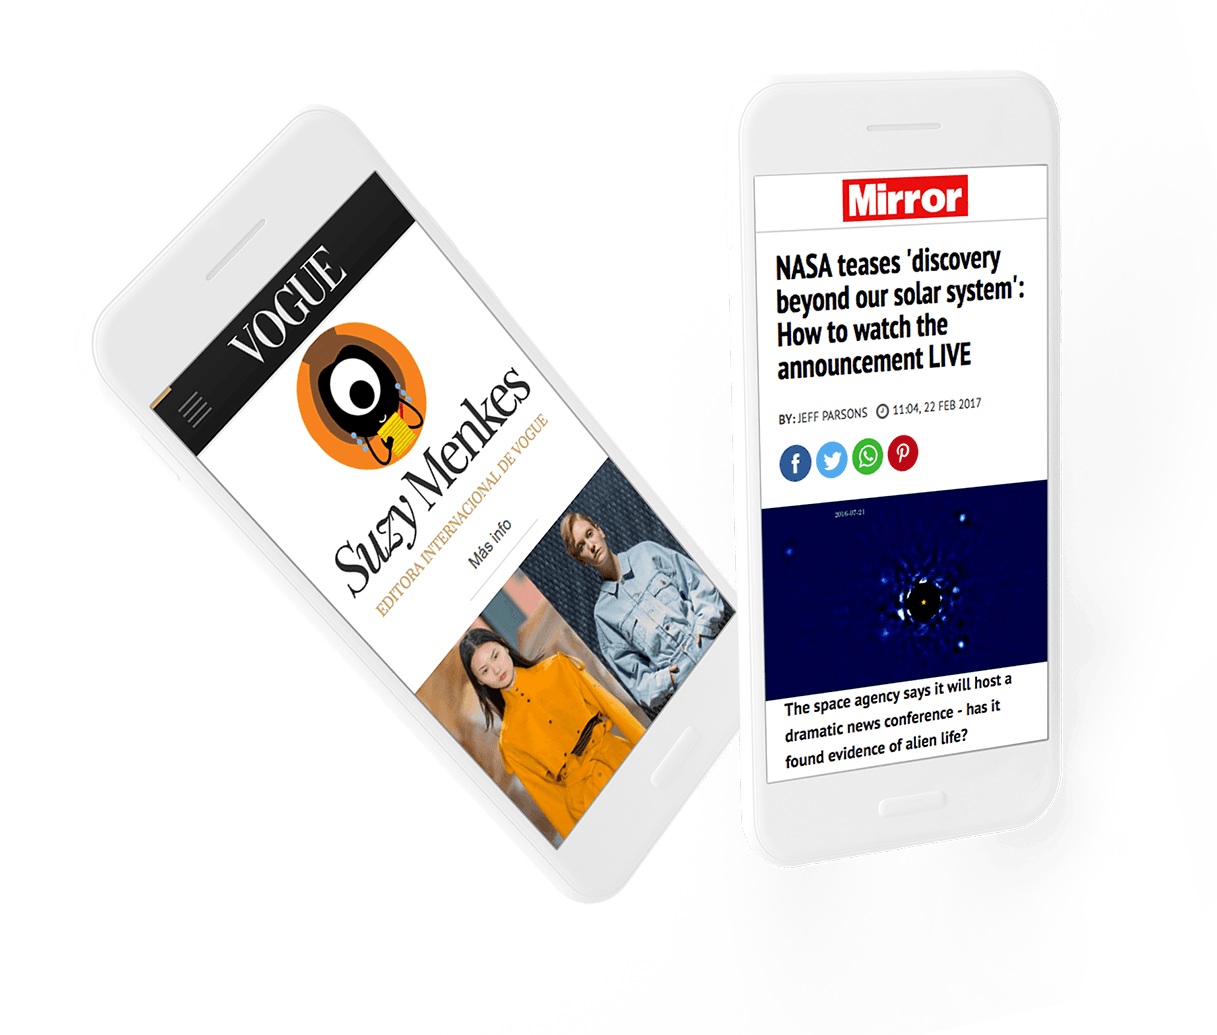 VOGUE
Suzy Menkes
EDITORA INTERNACIONAL DE VOGUE
Más info
Mirror
NASA teases 'discovery
beyond our solar system':
How to watch the
announcement LIVE
BY: JEFF PARSONS 11:04, 22 FEB 2017
2016-07-21
The space agency says it will host a
dramatic news conference - has it
found evidence of alien life?